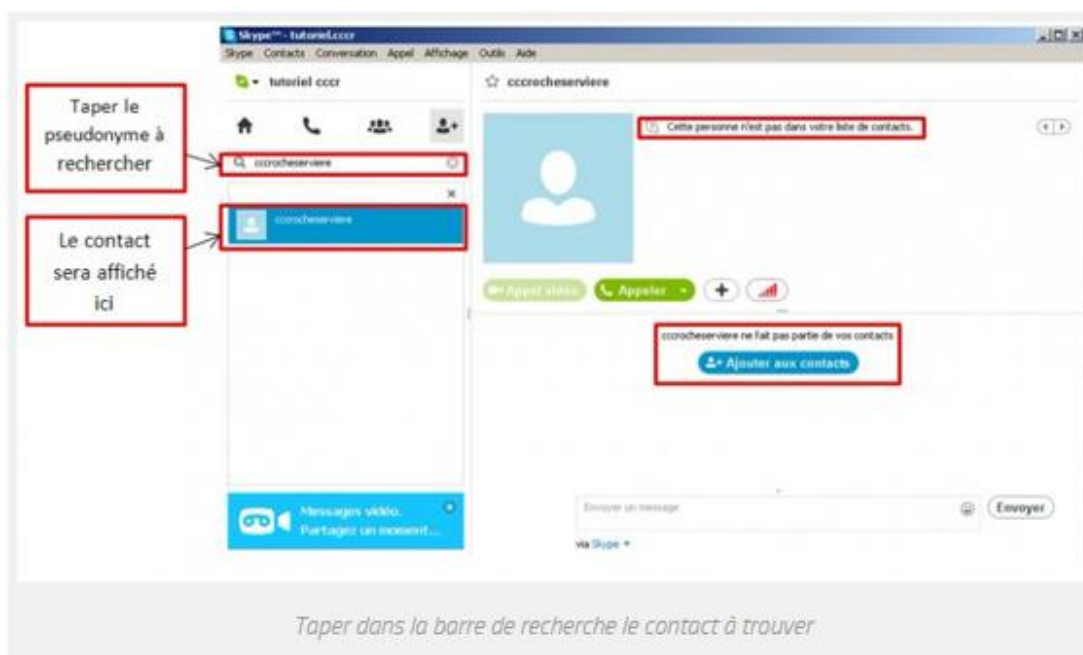 Skype™ - tutoriel.cccr
Skype Contacts Conversation Appel Affichage Outils Aide
tutoriel cccr
cccrocheserviere
Taper le
pseudonyme à
rechercher
Cette personne n'est pas dans votre liste de contacts.
cccrocheserviere
cccrocheserviere
Le contact
sera affiché
ici
Appel vidéo
Appeler
cccrocheserviere ne fait pas partie de vos contacts
Ajouter aux contacts
Messages vidéo.
Partagez un moment...
Envoyer un message
Envoyer
via Skype
Taper dans la barre de recherche le contact à trouver